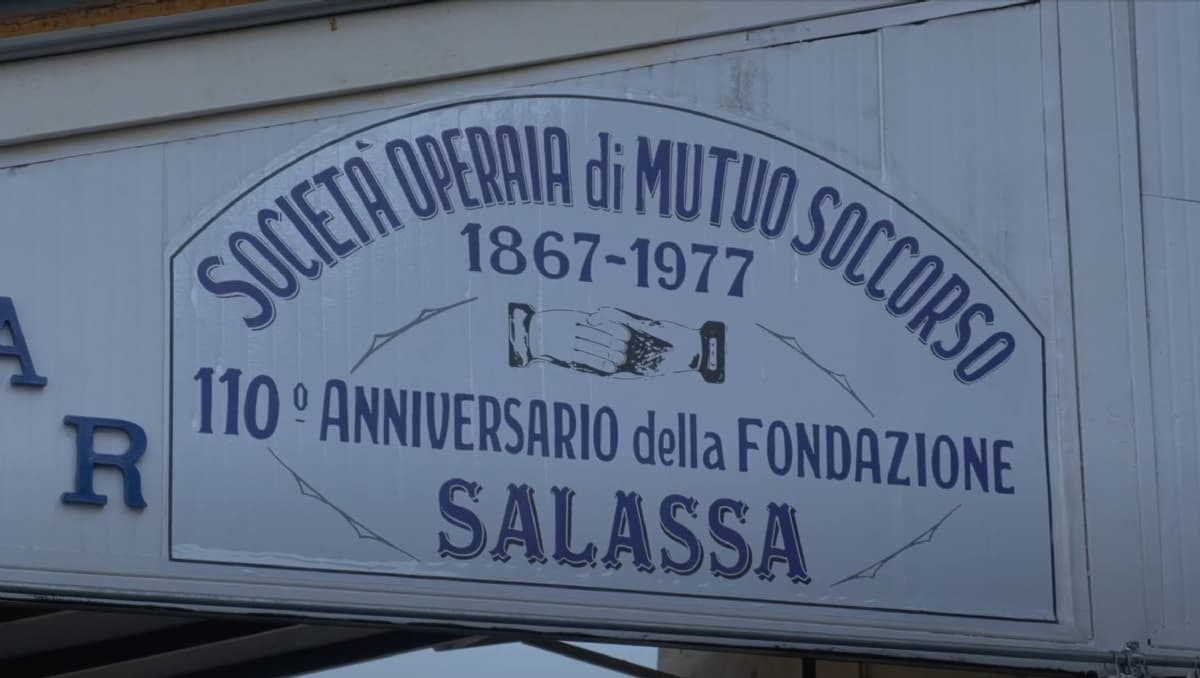 SOCIETÀ OPERAIA di MUTUO SOCCORSO
1867-1977
110º ANNIVERSARIO della FONDAZIONE
SALASSA
A
R